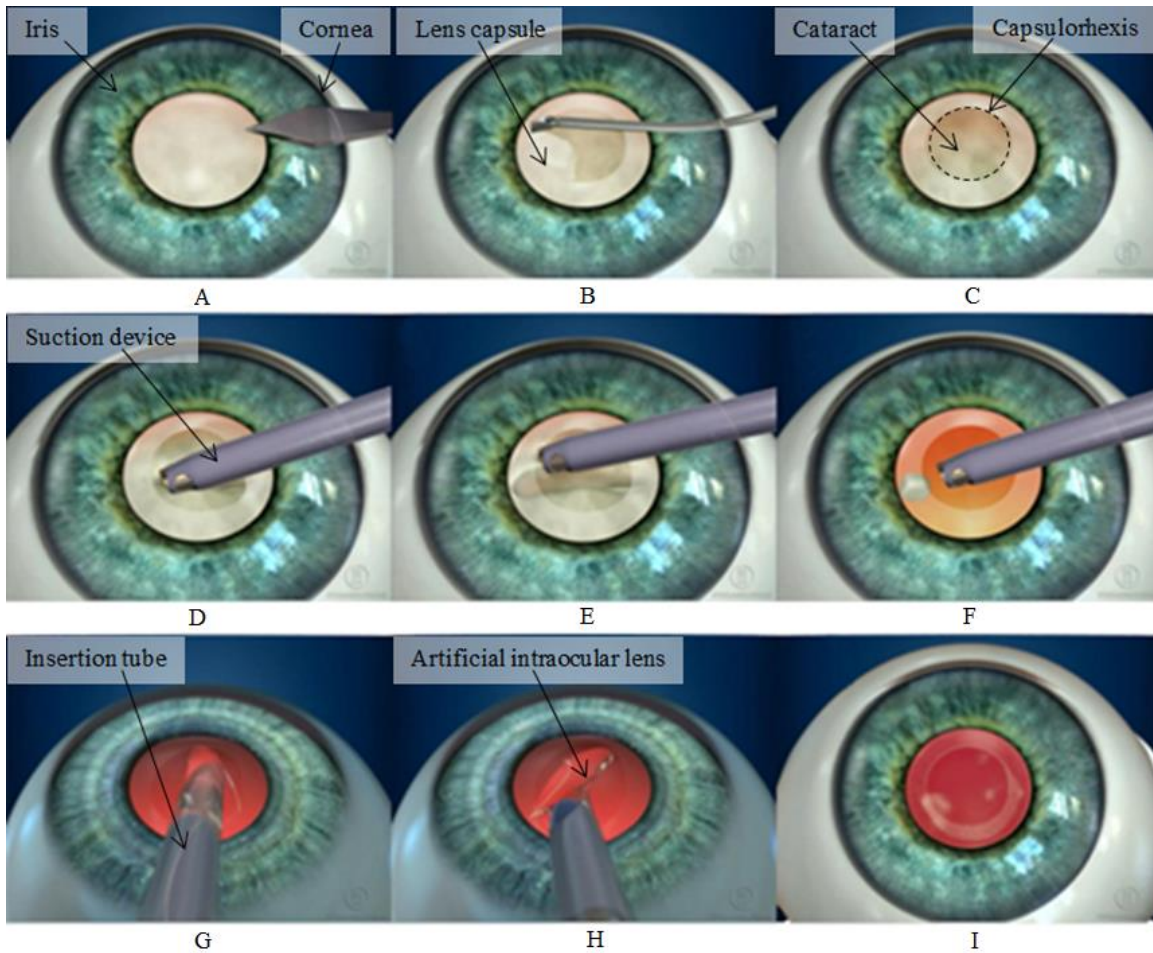 Iris
Cornea
Lens capsule
Cataract
Capsulorhexis
A
B
C
Suction device
D
E
F
Insertion tube
Artificial intraocular lens
G
H
I